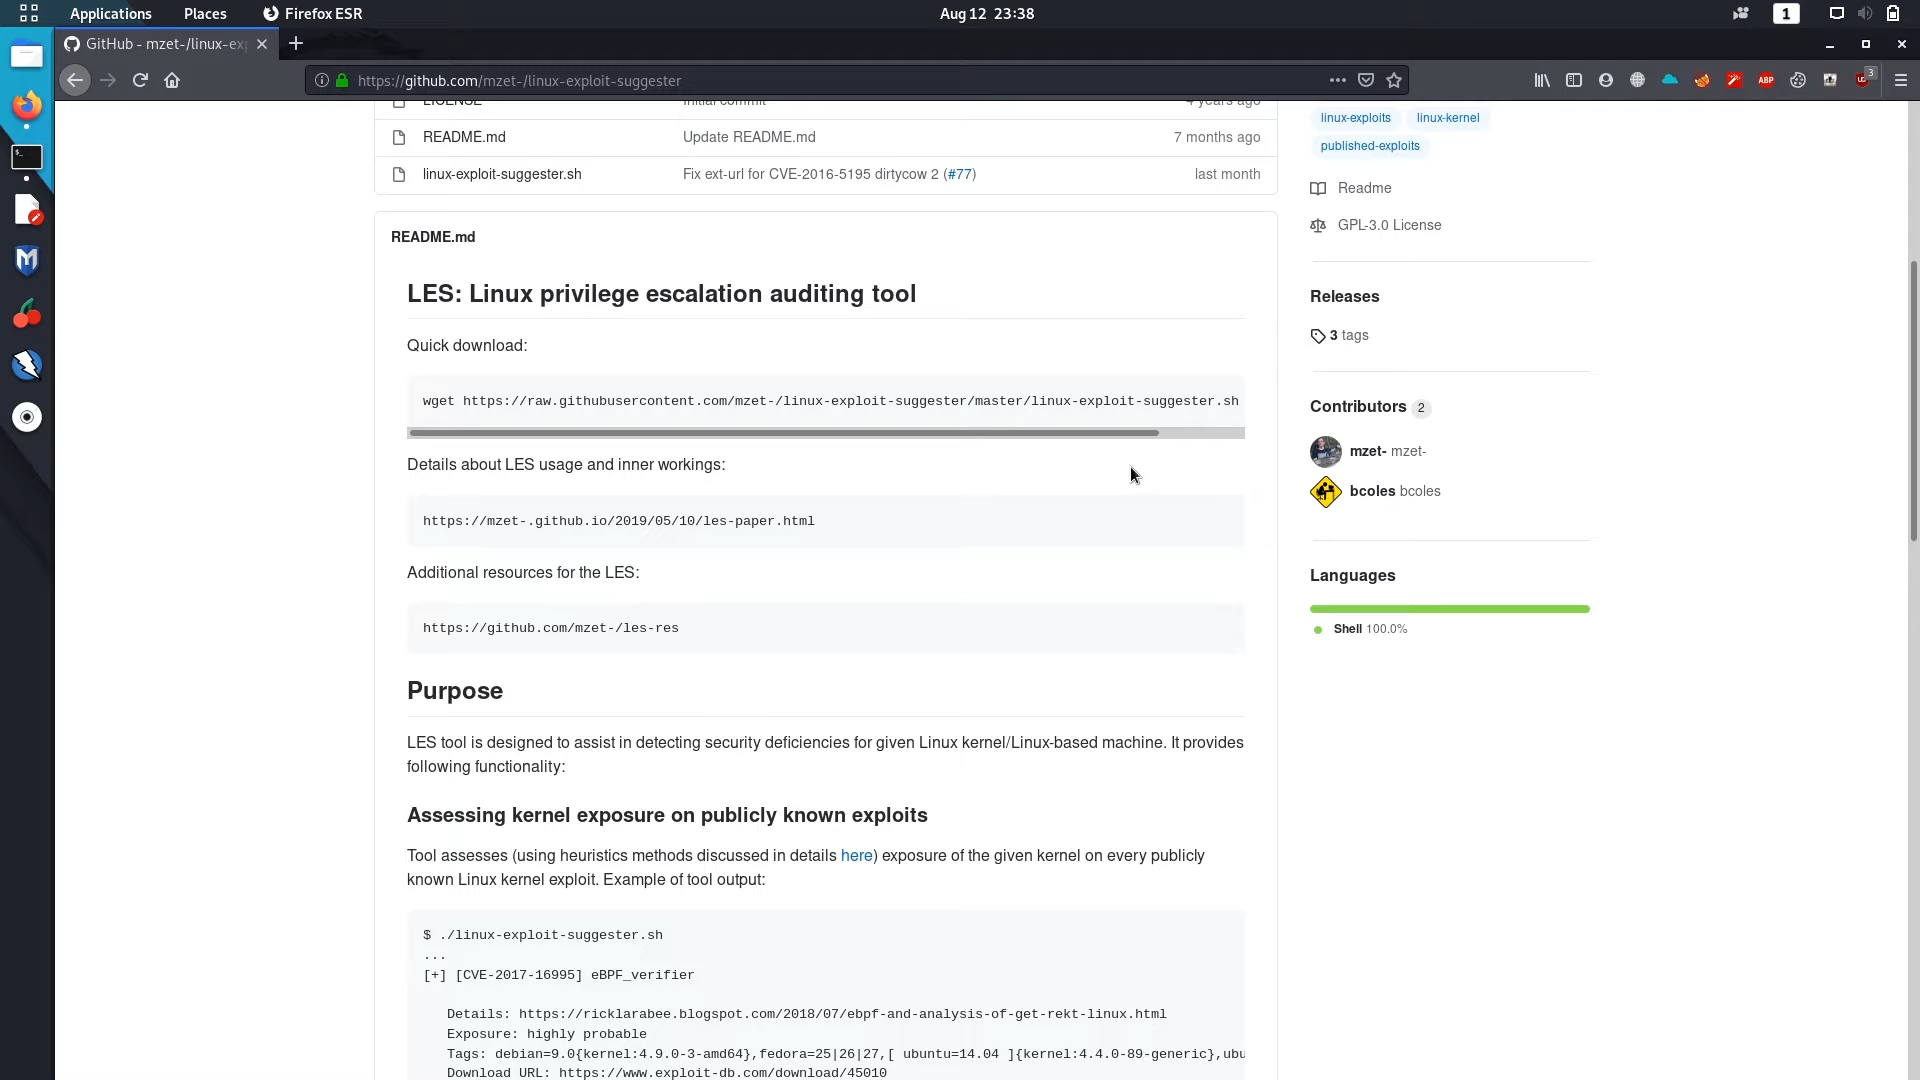 Applications Places Firefox ESR Aug 12 23:38 1
GitHub - mzet-/linux-exp
https://github.com/mzet-/linux-exploit-suggester
ABP 3
LICENSE Initial commit 4 years ago
README.md Update README.md 7 months ago
linux-exploit-suggester.sh Fix ext-url for CVE-2016-5195 dirtycow 2 (#77) last month
README.md
LES: Linux privilege escalation auditing tool
Quick download:
wget https://raw.githubusercontent.com/mzet-/linux-exploit-suggester/master/linux-exploit-suggester.sh
Details about LES usage and inner workings:
https://mzet-.github.io/2019/05/10/les-paper.html
Additional resources for the LES:
https://github.com/mzet-/les-res
Purpose
LES tool is designed to assist in detecting security deficiencies for given Linux kernel/Linux-based machine. It provides
following functionality:
Assessing kernel exposure on publicly known exploits
Tool assesses (using heuristics methods discussed in details here) exposure of the given kernel on every publicly
known Linux kernel exploit. Example of tool output:
$ ./linux-exploit-suggester.sh
...
[+] [CVE-2017-16995] eBPF_verifier
Details: https://ricklarabee.blogspot.com/2018/07/ebpf-and-analysis-of-get-rekt-linux.html
Exposure: highly probable
Tags: debian=9.0{kernel:4.9.0-3-amd64},fedora=25|26|27,[ ubuntu=14.04 ]{kernel:4.4.0-89-generic},ubu
Download URL: https://www.exploit-db.com/download/45010
linux-exploits linux-kernel
published-exploits
Readme
GPL-3.0 License
Releases
3 tags
Contributors 2
mzet- mzet-
bcoles bcoles
Languages
Shell 100.0%